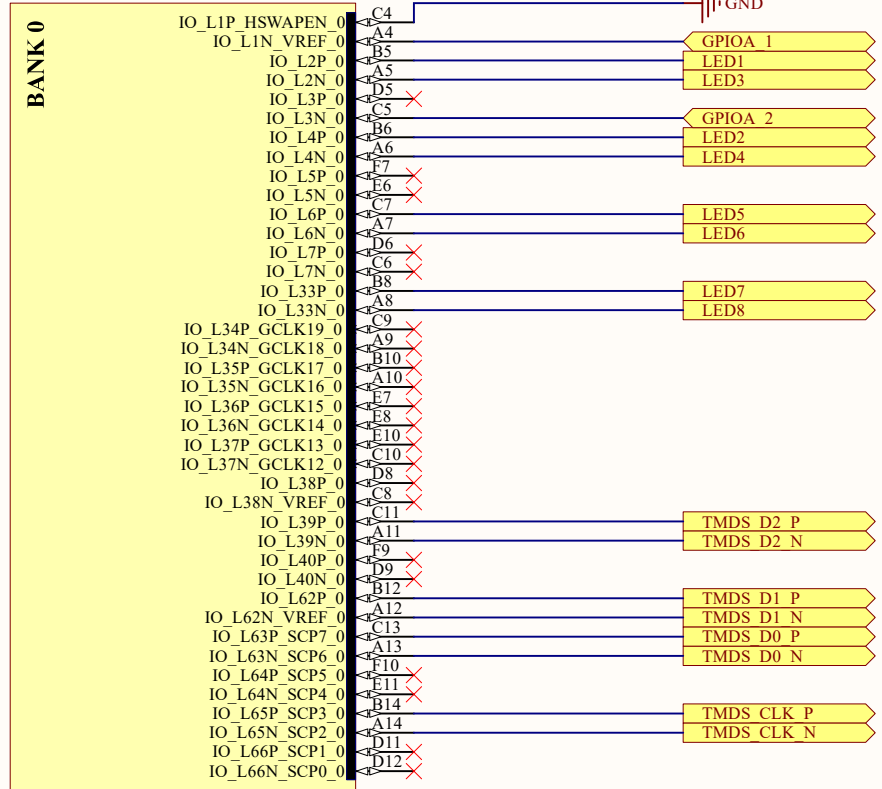 GND
BANK 0
IO_L1P_HSWAPEN_0 C4
IO_L1N_VREF_0 A4 GPIOA_1
IO_L2P_0 B5 LED1
IO_L2N_0 A5 LED3
IO_L3P_0 D5
IO_L3N_0 C5 GPIOA_2
IO_L4P_0 B6 LED2
IO_L4N_0 A6 LED4
IO_L5P_0 F7
IO_L5N_0 E6
IO_L6P_0 C7 LED5
IO_L6N_0 A7 LED6
IO_L7P_0 D6
IO_L7N_0 C6
IO_L33P_0 B8 LED7
IO_L33N_0 A8 LED8
IO_L34P_GCLK19_0 C9
IO_L34N_GCLK18_0 A9
IO_L35P_GCLK17_0 B10
IO_L35N_GCLK16_0 A10
IO_L36P_GCLK15_0 E7
IO_L36N_GCLK14_0 E8
IO_L37P_GCLK13_0 E10
IO_L37N_GCLK12_0 C10
IO_L38P_0 D8
IO_L38N_VREF_0 C8
IO_L39P_0 C11 TMDS_D2_P
IO_L39N_0 A11 TMDS_D2_N
IO_L40P_0 F9
IO_L40N_0 D9
IO_L62P_0 B12 TMDS_D1_P
IO_L62N_VREF_0 A12 TMDS_D1_N
IO_L63P_SCP7_0 C13 TMDS_D0_P
IO_L63N_SCP6_0 A13 TMDS_D0_N
IO_L64P_SCP5_0 F10
IO_L64N_SCP4_0 E11
IO_L65P_SCP3_0 B14 TMDS_CLK_P
IO_L65N_SCP2_0 A14 TMDS_CLK_N
IO_L66P_SCP1_0 D11
IO_L66N_SCP0_0 D12